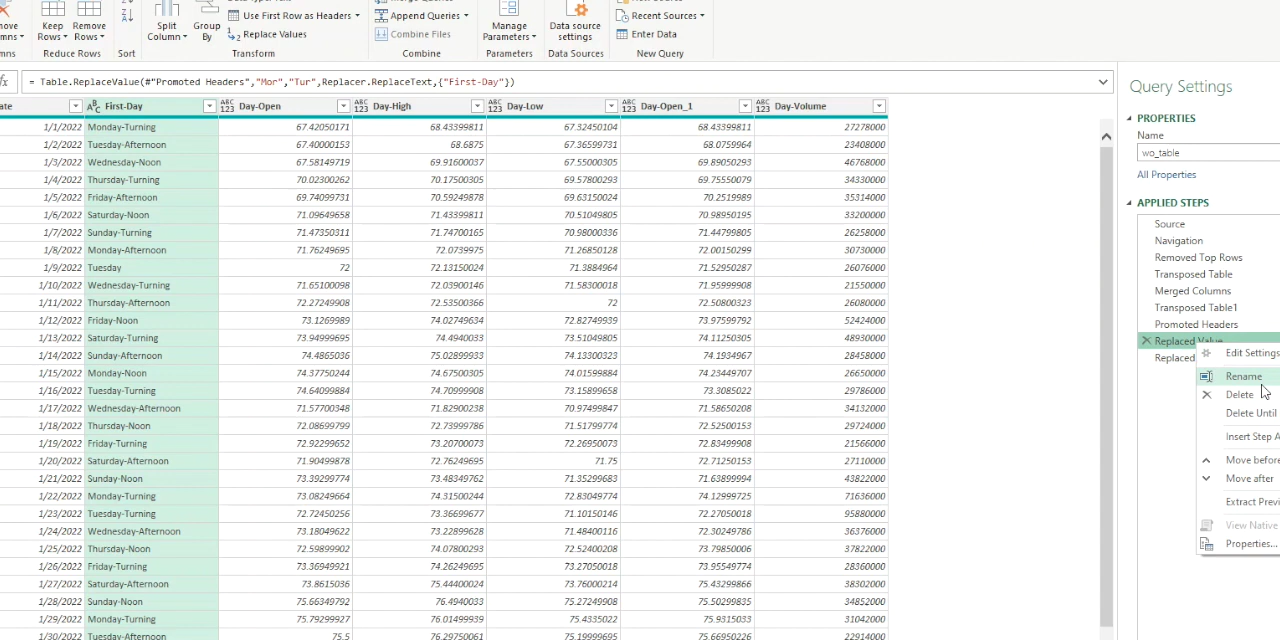 Keep
Rows
Remove
Rows
Reduce Rows
Sort
Split
Column
Group
By
Use First Row as Headers
Replace Values
Transform
Append Queries
Combine Files
Combine
Manage
Parameters
Parameters
Data source
settings
Data Sources
Recent Sources
Enter Data
New Query
fx = Table.ReplaceValue(#"Promoted Headers","Mor","Tur",Replacer.ReplaceText,{"First-Day"})
ate First-Day Day-Open Day-High Day-Low Day-Open_1 Day-Volume
1/1/2022 Monday-Turning 67.42050171 68.43399811 67.32450104 68.43399811 27278000
1/2/2022 Tuesday-Afternoon 67.40000153 68.6875 67.36599731 68.0759964 23408000
1/3/2022 Wednesday-Noon 67.58149719 69.91600037 67.55000305 69.89050293 46768000
1/4/2022 Thursday-Turning 70.02300262 70.17500305 69.57800293 69.75550079 34330000
1/5/2022 Friday-Afternoon 69.74099731 70.59249878 69.63150024 70.2519989 35314000
1/6/2022 Saturday-Noon 71.09649658 71.43399811 70.51049805 70.98950195 33200000
1/7/2022 Sunday-Turning 71.47350311 71.74700165 70.98000336 71.44799805 26258000
1/8/2022 Monday-Afternoon 71.76249695 72.0739975 71.26850128 72.00150299 30730000
1/9/2022 Tuesday 72 72.13150024 71.3884964 71.52950287 26076000
1/10/2022 Wednesday-Turning 71.65100098 72.03900146 71.58300018 71.95999908 21550000
1/11/2022 Thursday-Afternoon 72.27249908 72.53500366 72 72.50800323 26080000
1/12/2022 Friday-Noon 73.1269989 74.02749634 72.82749939 73.97599792 52424000
1/13/2022 Saturday-Turning 73.94999695 74.4940033 73.51049805 74.11250305 48930000
1/14/2022 Sunday-Afternoon 74.4865036 75.02899933 74.13300323 74.1934967 28458000
1/15/2022 Monday-Noon 74.37750244 74.67500305 74.01599884 74.23449707 26650000
1/16/2022 Tuesday-Turning 74.64099884 74.70999908 73.15899658 73.3085022 29786000
1/17/2022 Wednesday-Afternoon 71.57700348 71.82900238 70.97499847 71.58650208 34132000
1/18/2022 Thursday-Noon 72.08699799 72.73999786 71.51799774 72.52500153 29724000
1/19/2022 Friday-Turning 72.92299652 73.20700073 72.26950073 72.83499908 21566000
1/20/2022 Saturday-Afternoon 71.90499878 72.76249695 71.75 72.71250153 27110000
1/21/2022 Sunday-Noon 73.39299774 73.48349762 71.35299683 71.63899994 43822000
1/22/2022 Monday-Turning 73.08249664 74.31500244 72.83049774 74.12999725 71636000
1/23/2022 Tuesday-Turning 72.72450256 73.36699677 71.10150146 72.27050018 95880000
1/24/2022 Wednesday-Afternoon 73.18049622 73.22899628 71.48400116 72.30249786 36376000
1/25/2022 Thursday-Noon 72.59899902 74.07800293 72.52400208 73.79850006 37822000
1/26/2022 Friday-Turning 73.36949921 74.26249695 73.27050018 73.95549774 28360000
1/27/2022 Saturday-Afternoon 73.8615036 75.44400024 73.76000214 75.43299866 38302000
1/28/2022 Sunday-Noon 75.66349792 76.4940033 75.27249908 75.50299835 34852000
1/29/2022 Monday-Turning 75.79299927 76.01499939 75.4335022 75.9315033 31042000
1/30/2022 Tuesday-Afternoon 75.5 76.29750061 75.19999695 75.66950226 22914000
Query Settings
PROPERTIES
Name
wo_table
All Properties
APPLIED STEPS
Source
Navigation
Removed Top Rows
Transposed Table
Merged Columns
Transposed Table1
Promoted Headers
Replaced Value
Replaced
Edit Settings
Rename
Delete
Delete Until
Insert Step A
Move before
Move after
Extract Previ
View Native
Properties...